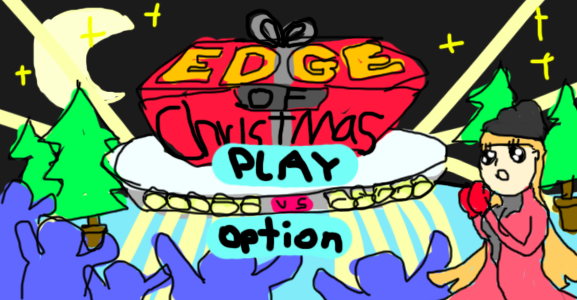 EDGE
OF
ChrisTmas
PLAY
VS
option